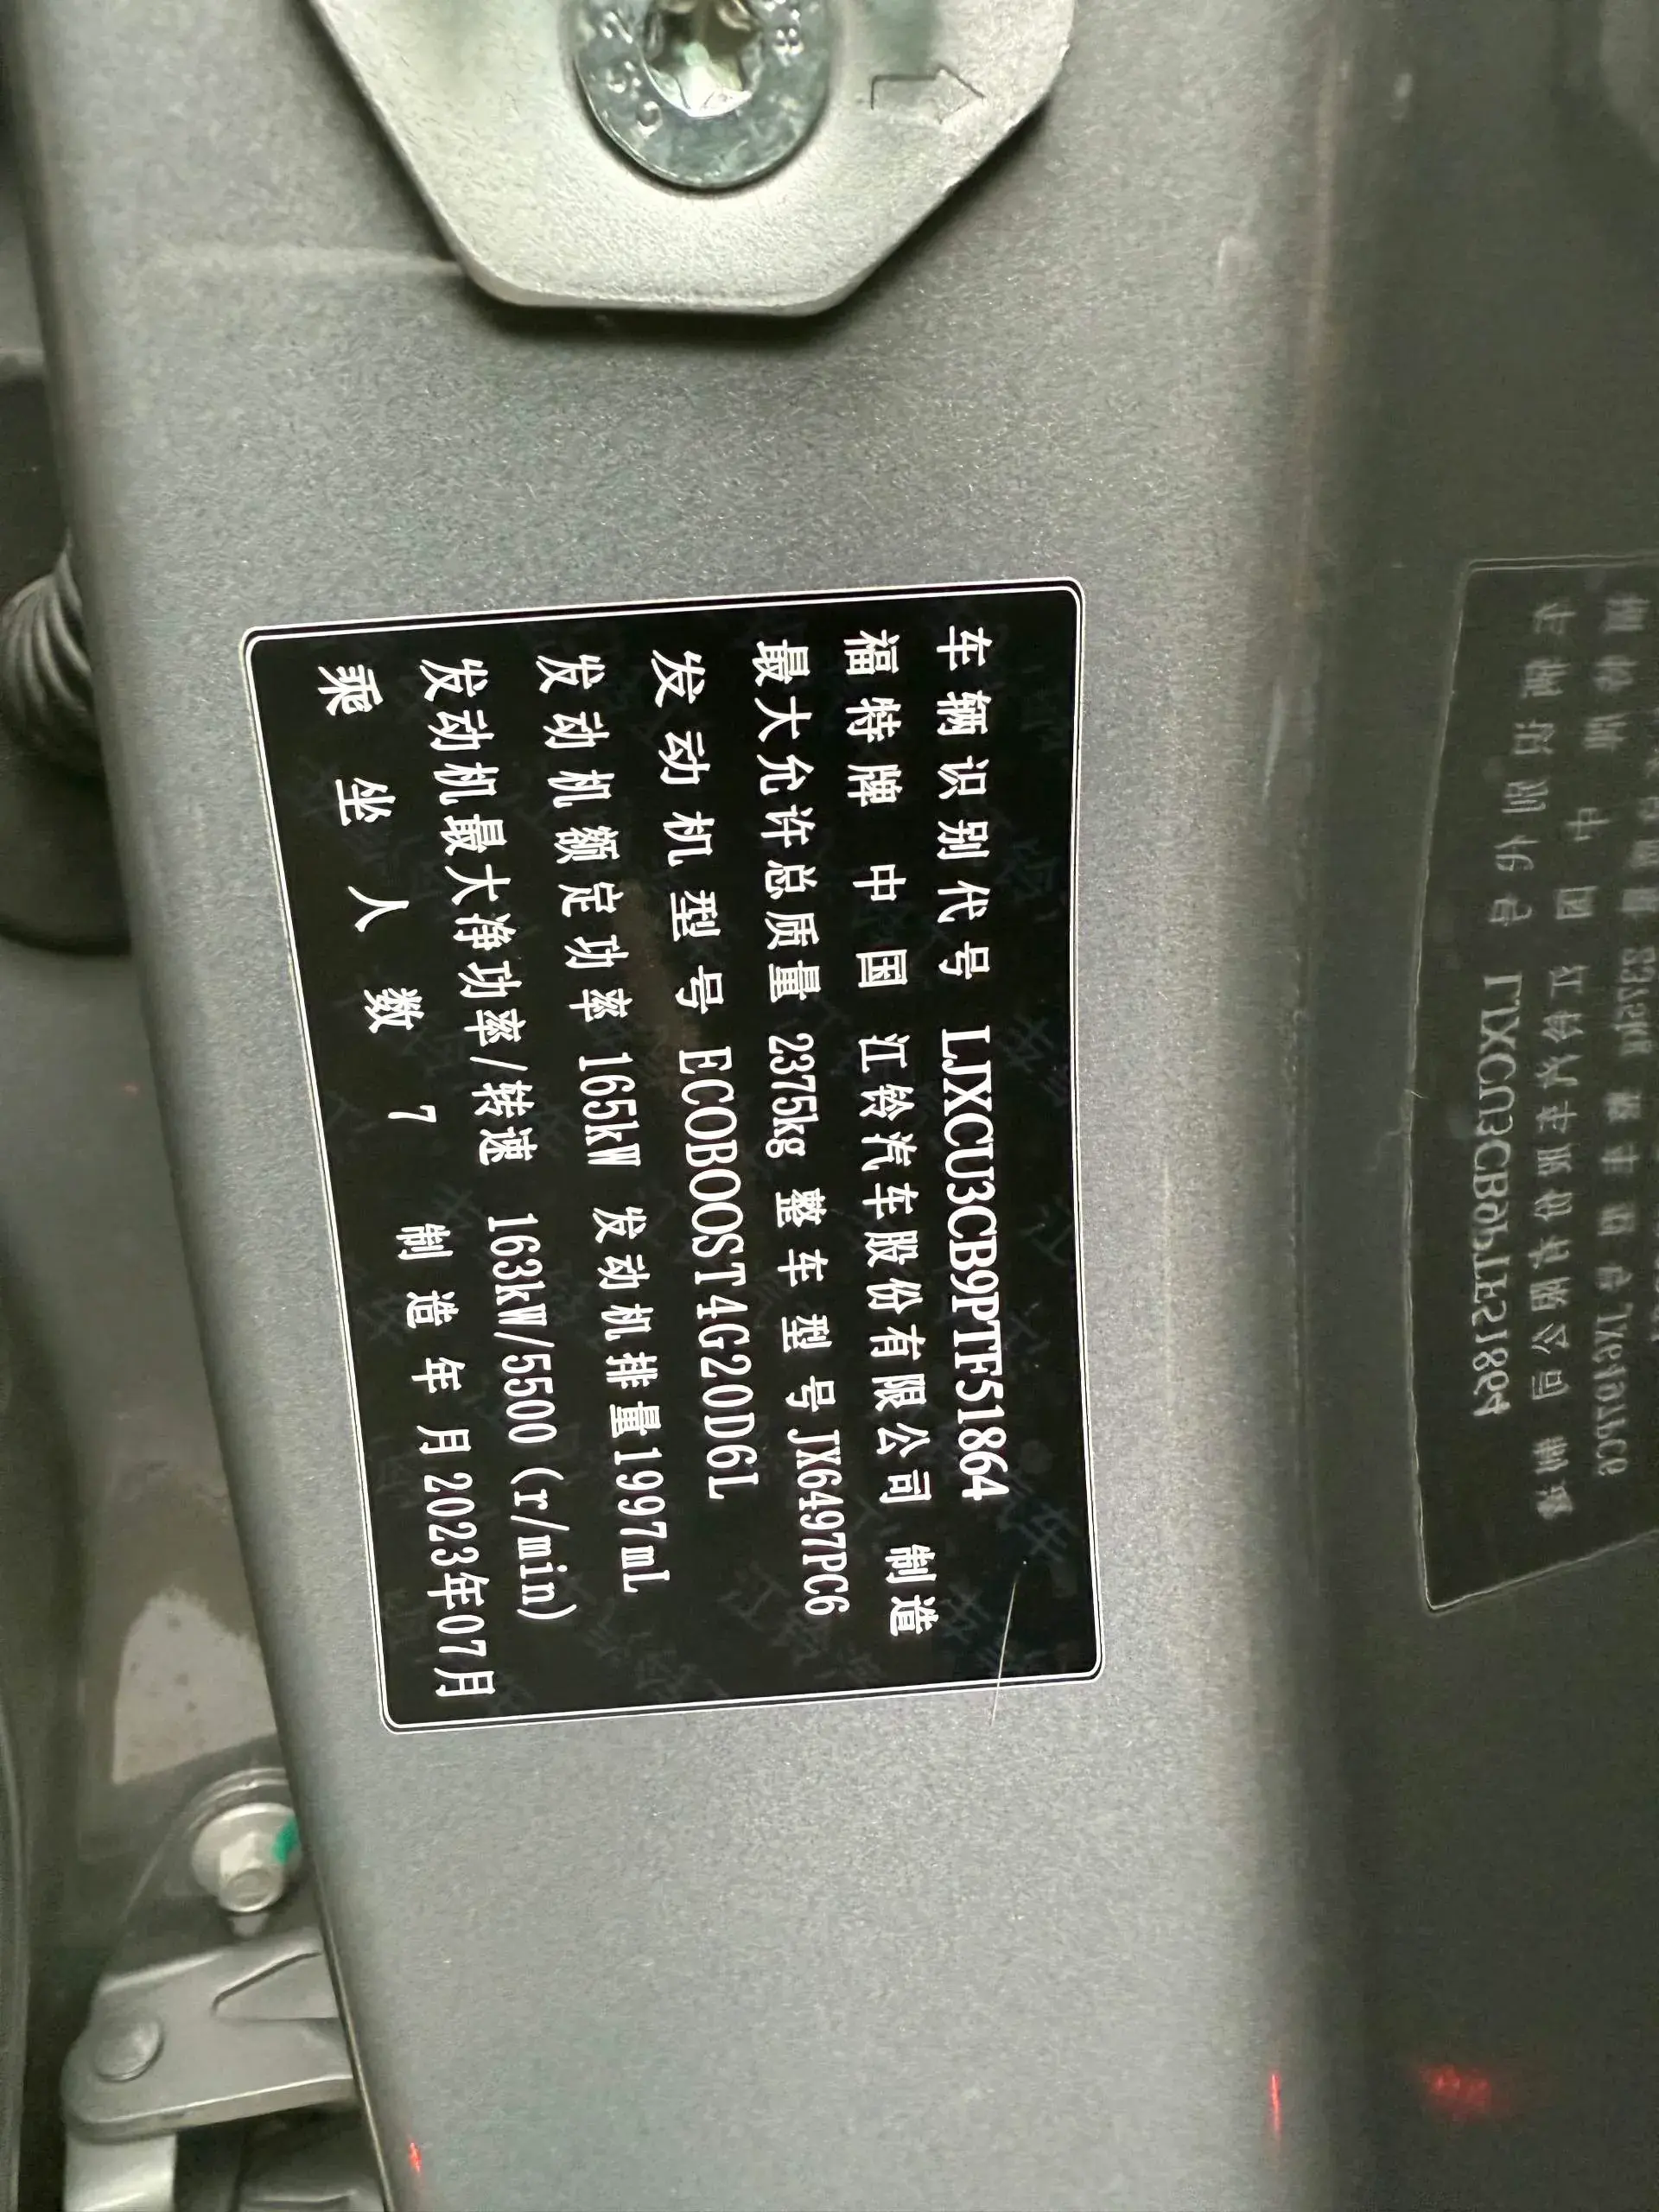 车辆识别代号 LJXCU3CB9PTF51864
福特牌 中国 江铃汽车股份有限公司 制造
最大允许总质量 2375kg 整车型号 JX6497PC6
发动机型号 ECOBOOST4G20D6L
发动机额定功率 165kW 发动机排量1997mL
发动机最大净功率/转速 163kW/5500(r/min)
乘坐人数 7 制造年月2023年07月